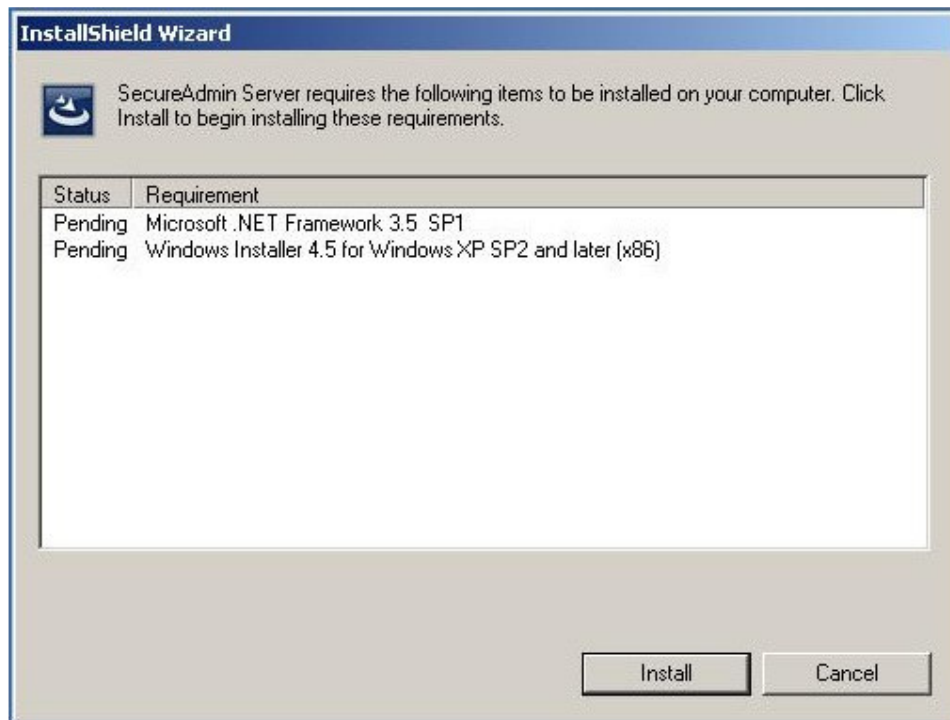 InstallShield Wizard
SecureAdmin Server requires the following items to be installed on your computer. Click
Install to begin installing these requirements.
Status Requirement
Pending Microsoft .NET Framework 3.5 SP1
Pending Windows Installer 4.5 for Windows XP SP2 and later (x86)
Install Cancel